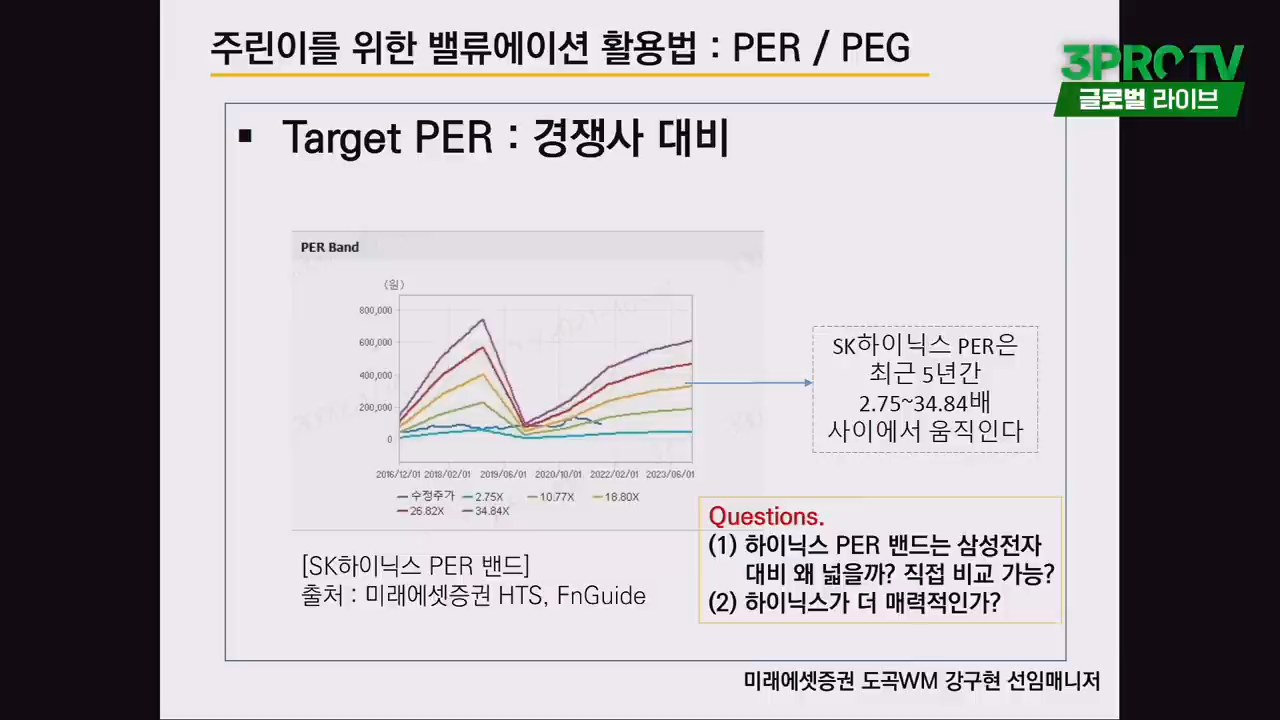 주린이를 위한 밸류에이션 활용법 : PER / PEG
3PRO TV
글로벌 라이브
▪ Target PER : 경쟁사 대비
PER Band
(원)
800,000
600,000
400,000
200,000
0
2016/12/01 2018/02/01 2019/06/01 2020/10/01 2022/02/01 2023/06/01
수정주가 2.75X 10.77X 18.80X
26.82X 34.84X
SK하이닉스 PER은
최근 5년간
2.75~34.84배
사이에서 움직인다
[SK하이닉스 PER 밴드]
출처 : 미래에셋증권 HTS, FnGuide
Questions.
(1) 하이닉스 PER 밴드는 삼성전자
대비 왜 넓을까? 직접 비교 가능?
(2) 하이닉스가 더 매력적인가?
미래에셋증권 도곡WM 강구현 선임매니저